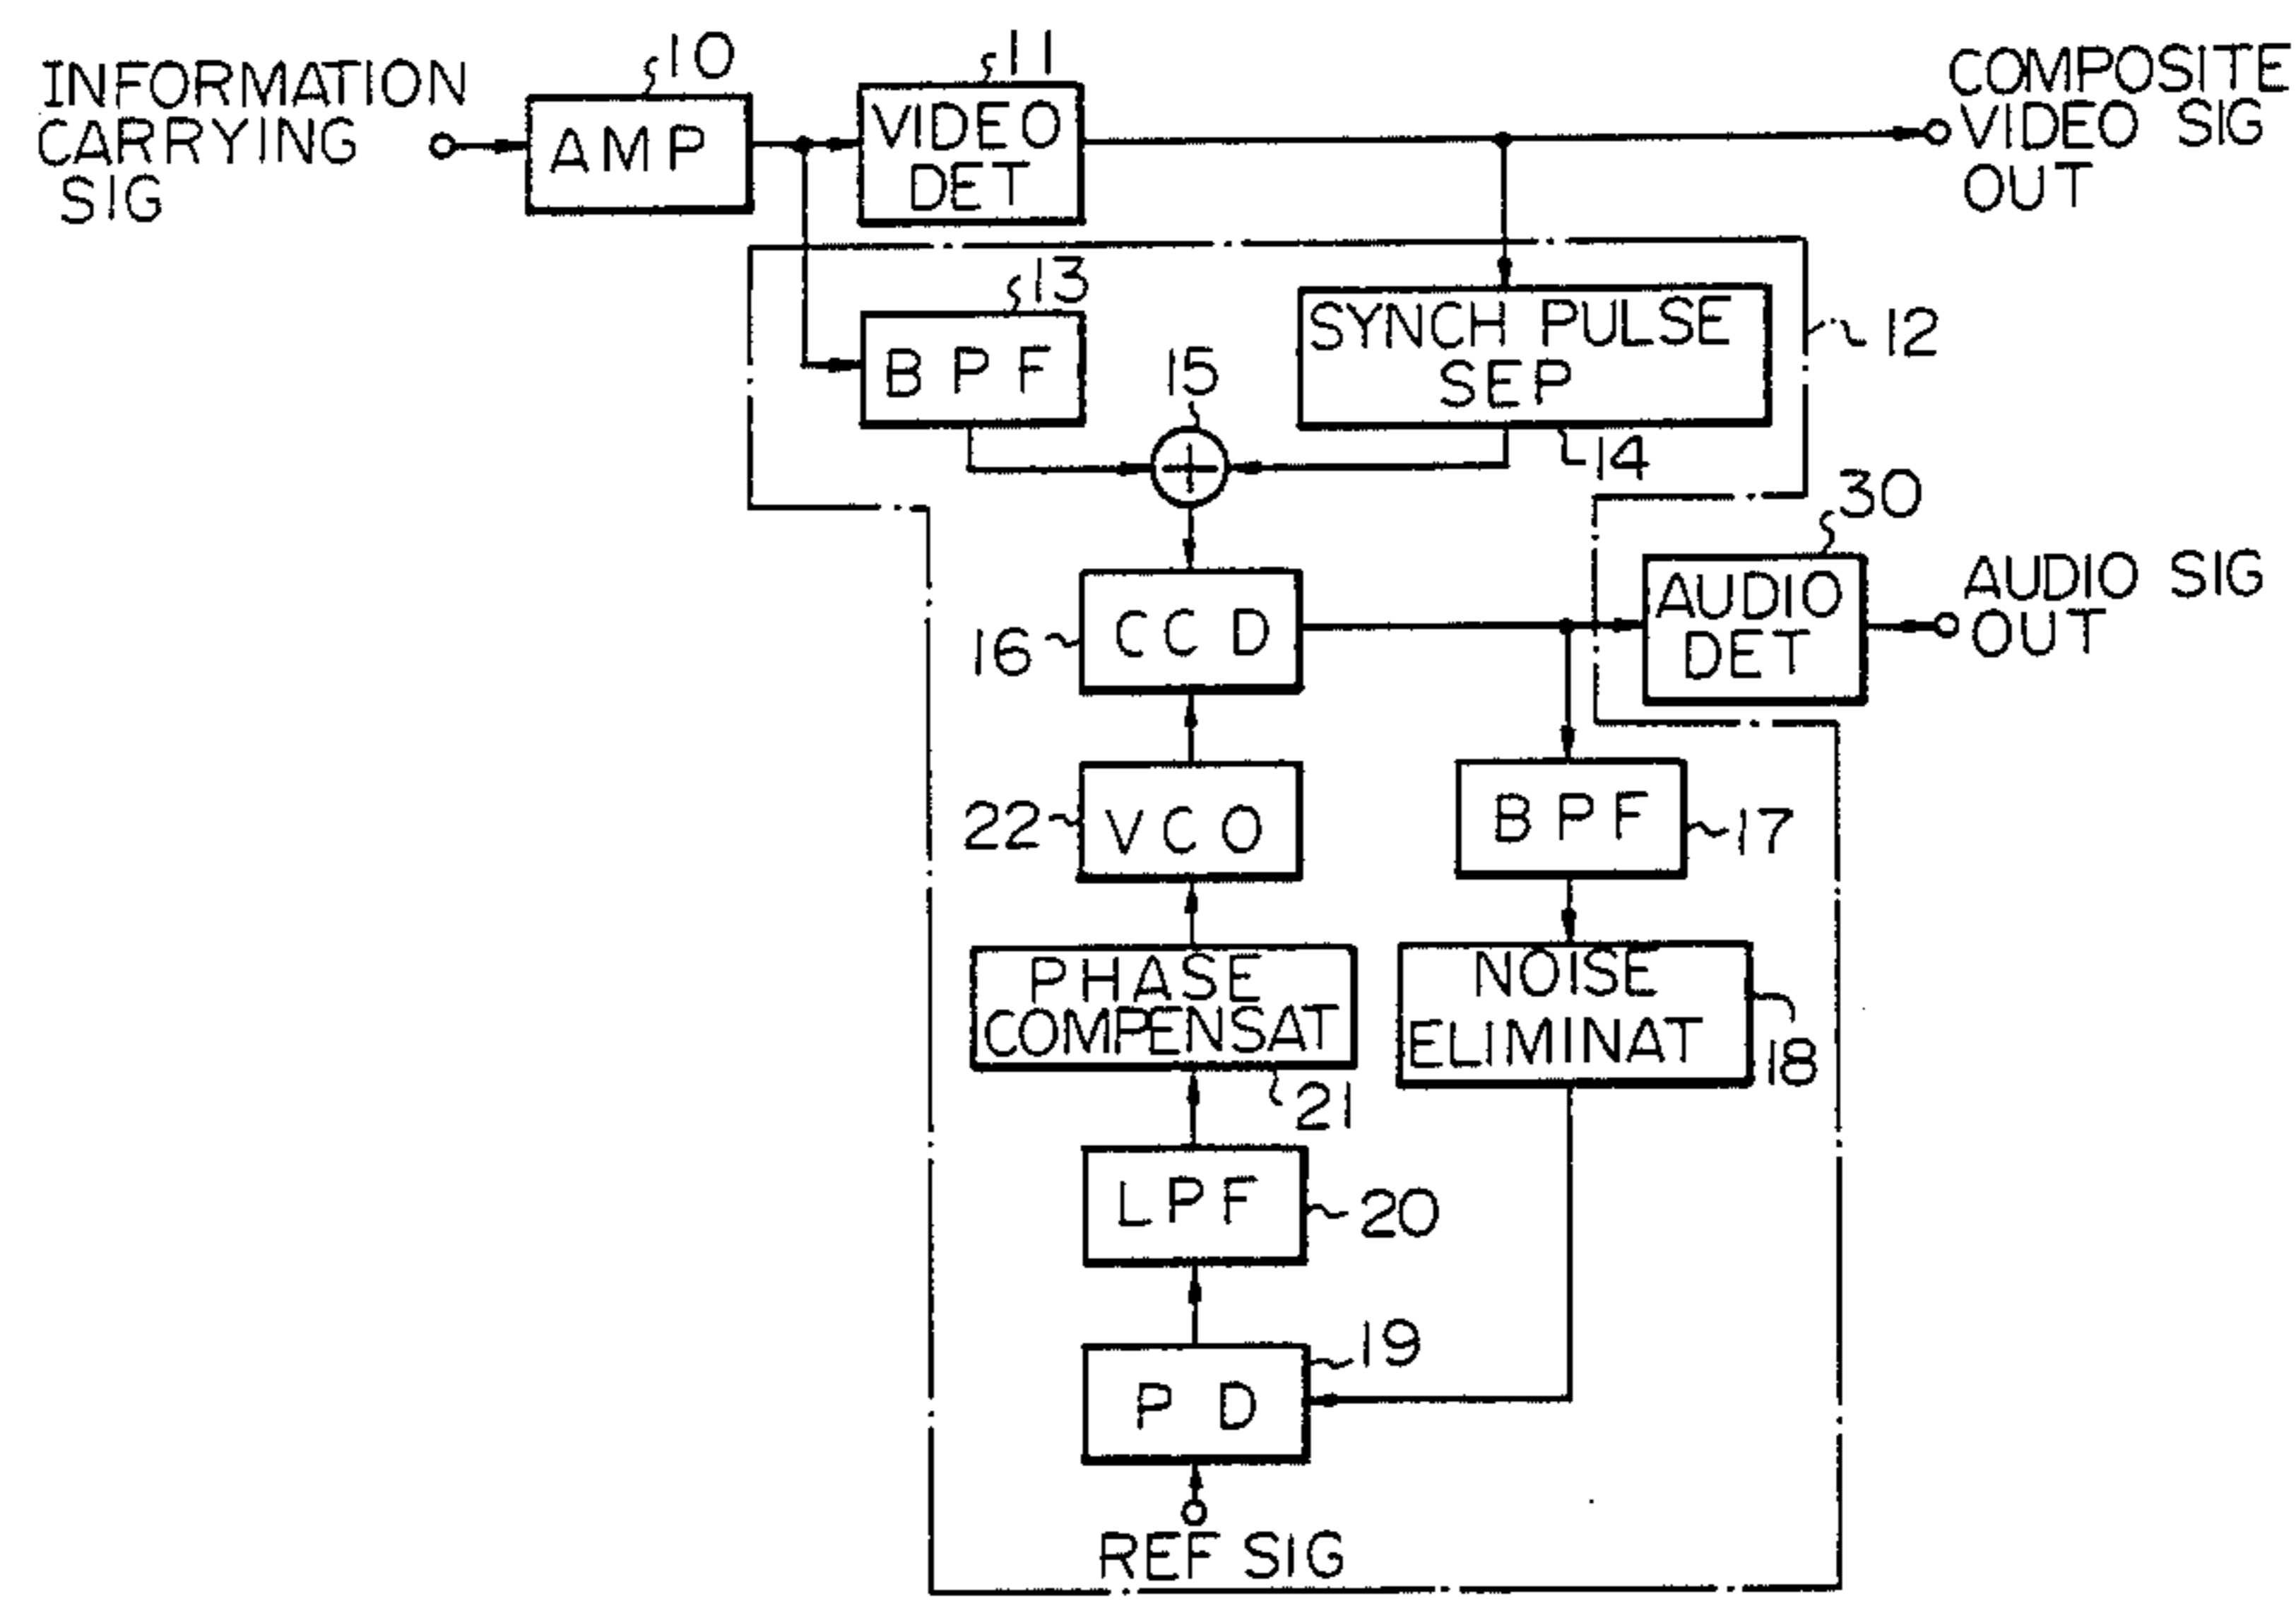 INFORMATION
CARRYING
SIG
10
AMP
11
VIDEO
DET
COMPOSITE
VIDEO SIG
OUT
13
BPF
SYNCH PULSE
SEP
12
15
14
30
CCD
16
AUDIO
DET
AUDIO SIG
OUT
VCO
22
BPF
17
PHASE
COMPENSAT
21
NOISE
ELIMINAT
18
LPF
20
PD
19
REF SIG